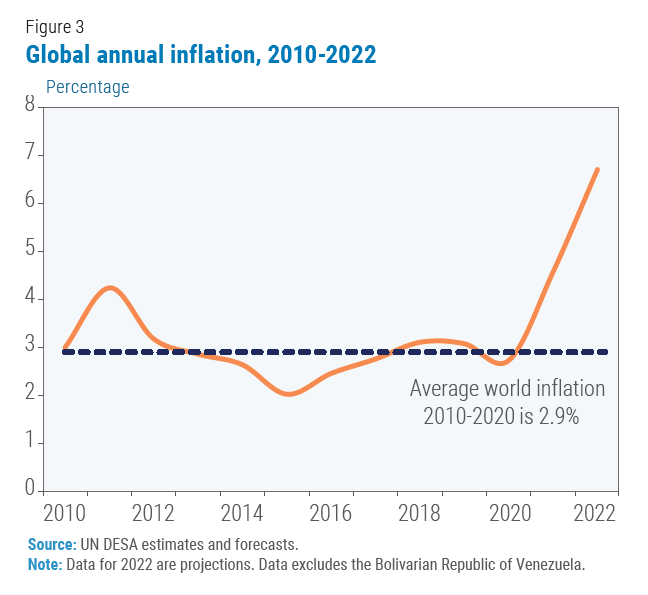 Figure 3
Global annual inflation, 2010-2022
Percentage
8
7
6
5
4
3
2
1
0
Average world inflation
2010-2020 is 2.9%
2010 2012 2014 2016 2018 2020 2022
Source: UN DESA estimates and forecasts.
Note: Data for 2022 are projections. Data excludes the Bolivarian Republic of Venezuela.